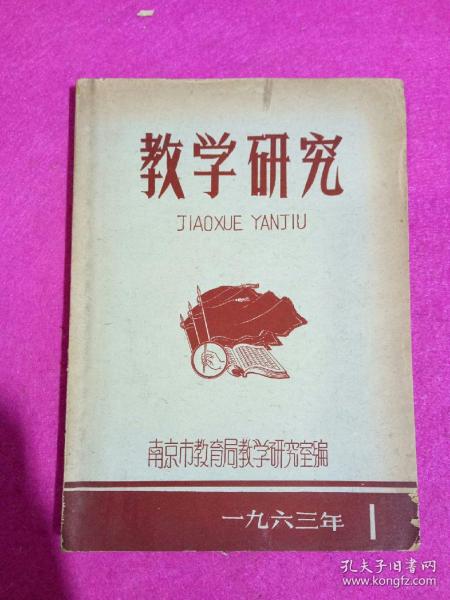 教学研究
JIAOXUE YANJIU
南京市教育局教学研究室编
一九六三年 1
孔夫子旧书网
www.kongfz.com